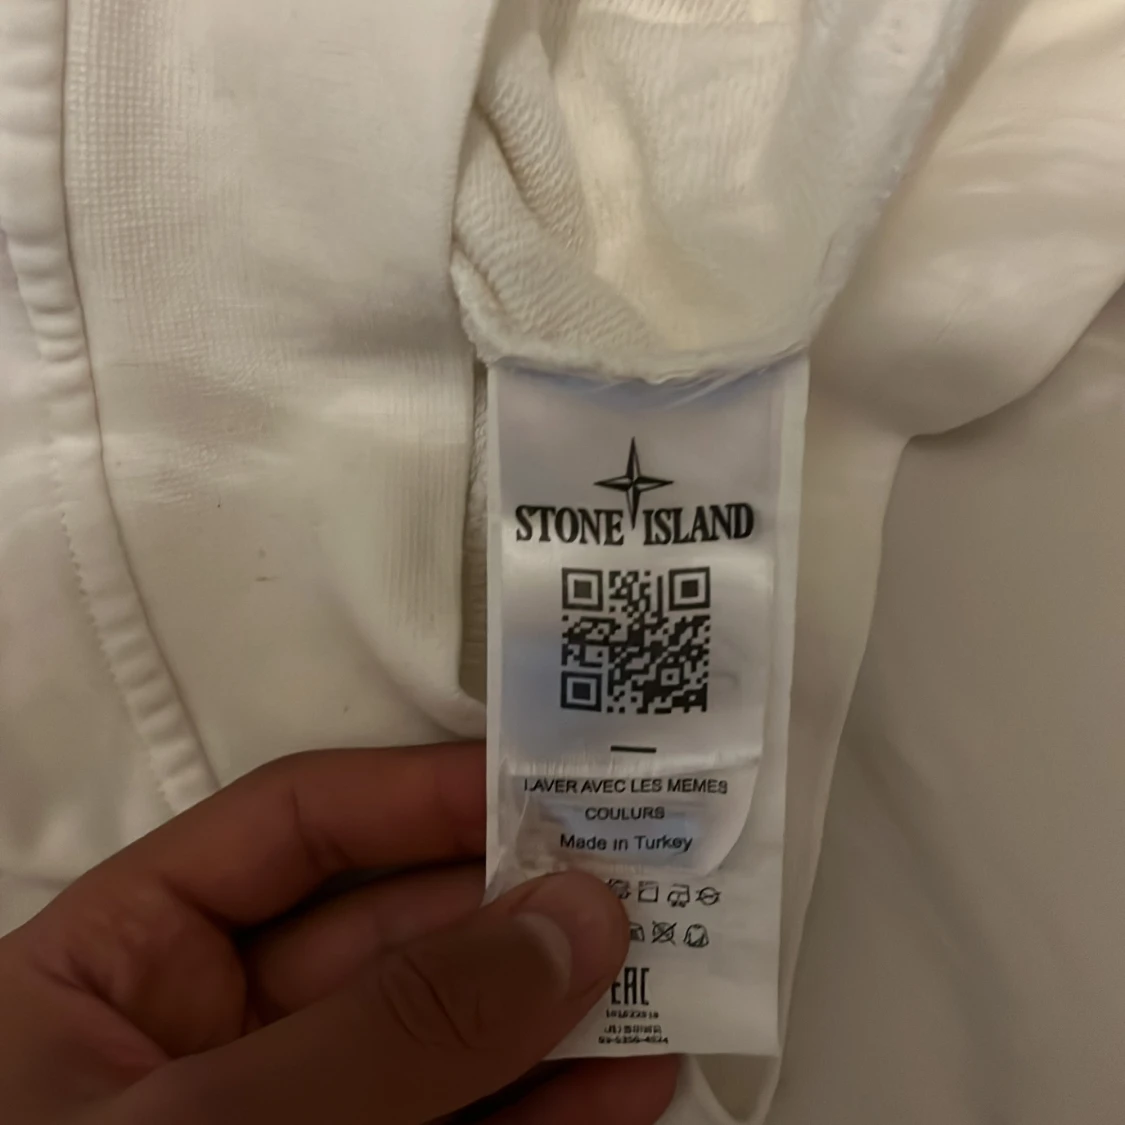 STONE ISLAND
LAVER AVEC LES MEMES
COULURS
Made in Turkey
EAC